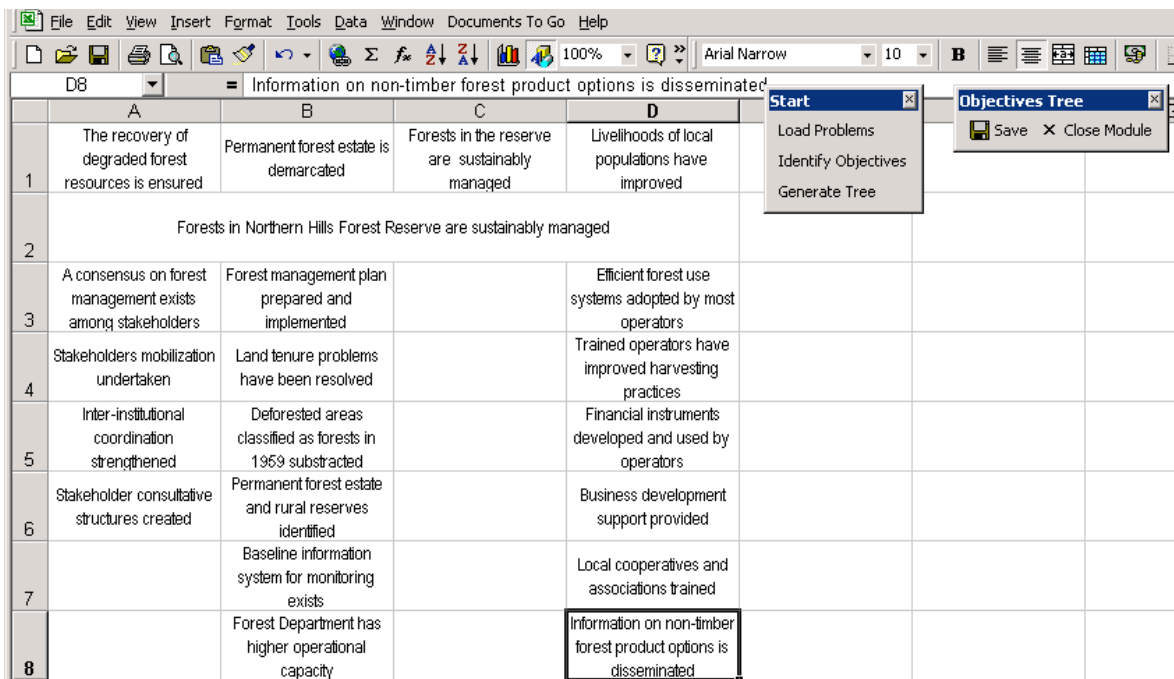 File Edit View Insert Format Tools Data Window Documents To Go Help
100% Arial Narrow 10 B
D8 = Information on non-timber forest product options is disseminated
Start
Load Problems
Identify Objectives
Generate Tree
Objectives Tree
Save Close Module
A B C D
1
The recovery of
degraded forest
resources is ensured
Permanent forest estate is
demarcated
Forests in the reserve
are sustainably
managed
Livelihoods of local
populations have
improved
2
Forests in Northern Hills Forest Reserve are sustainably managed
3
A consensus on forest
management exists
among stakeholders
Forest management plan
prepared and
implemented
Efficient forest use
systems adopted by most
operators
4
Stakeholders mobilization
undertaken
Land tenure problems
have been resolved
Trained operators have
improved harvesting
practices
5
Inter-institutional
coordination
strengthened
Deforested areas
classified as forests in
1959 substracted
Financial instruments
developed and used by
operators
6
Stakeholder consultative
structures created
Permanent forest estate
and rural reserves
identified
Business development
support provided
7
Baseline information
system for monitoring
exists
Local cooperatives and
associations trained
8
Forest Department has
higher operational
capacity
Information on non-timber
forest product options is
disseminated